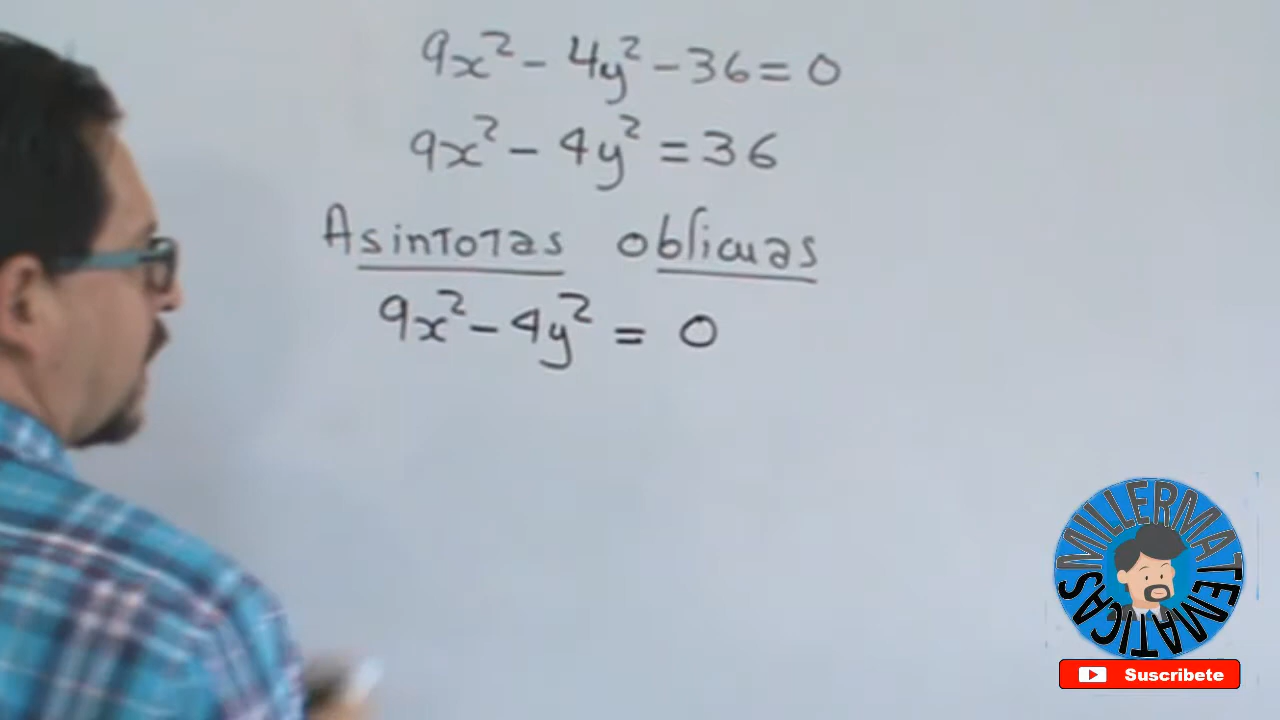 9x² - 4y² - 36 = 0
9x² - 4y² = 36
Asintotas oblicuas
9x² - 4y² = 0
MILLERMATEMATICAS
Suscribete